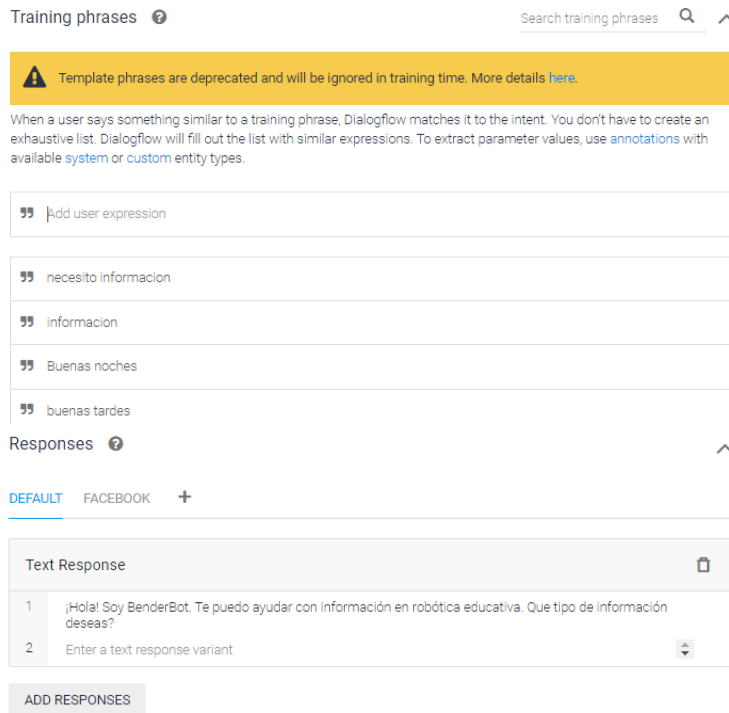 Training phrases
Search training phrases
Template phrases are deprecated and will be ignored in training time. More details here.
When a user says something similar to a training phrase, Dialogflow matches it to the intent. You don't have to create an
exhaustive list. Dialogflow will fill out the list with similar expressions. To extract parameter values, use annotations with
available system or custom entity types.
Add user expression
necesito informacion
informacion
Buenas noches
buenas tardes
Responses
DEFAULT FACEBOOK +
Text Response
1 ¡Hola! Soy BenderBot. Te puedo ayudar con información en robótica educativa. Que tipo de información
deseas?
2 Enter a text response variant
ADD RESPONSES